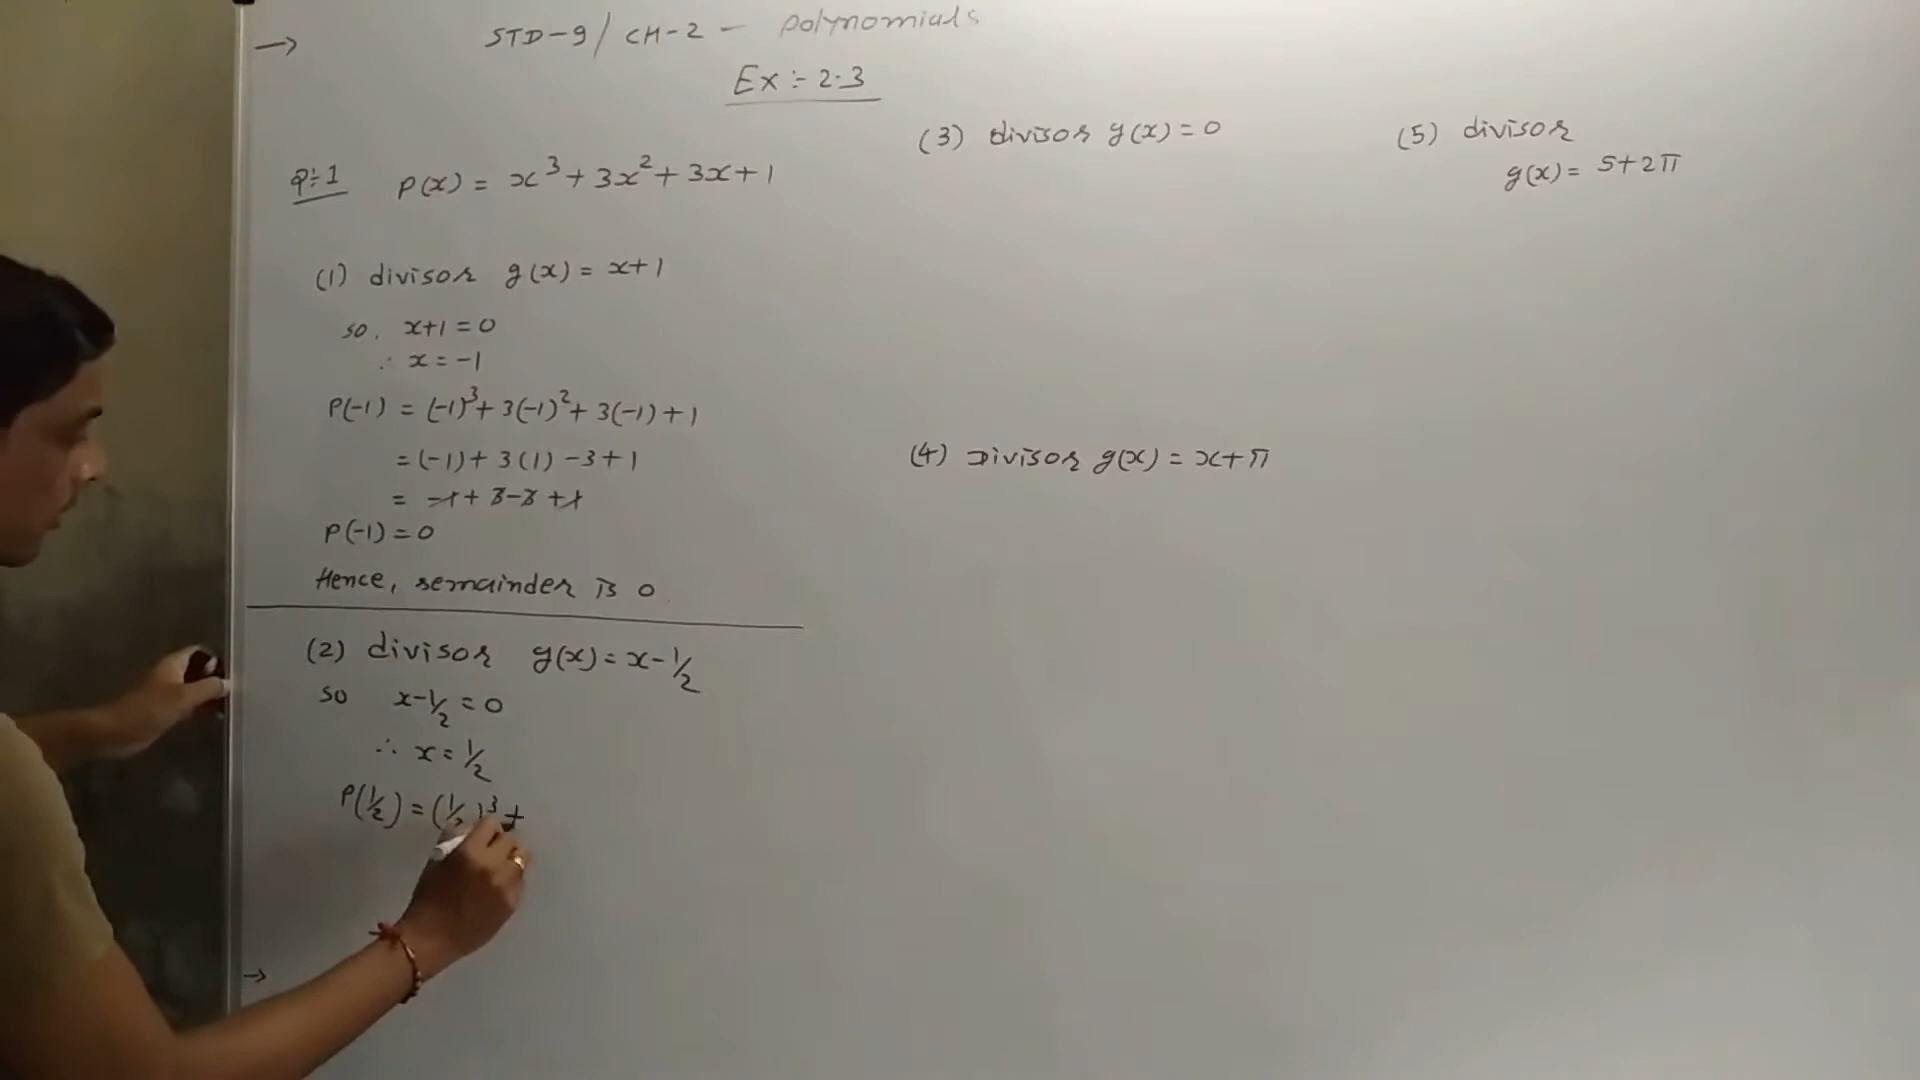 → STD-9/ CH-2 - polynomials
Ex :- 2.3
Q:-1 P(x) = x³ + 3x² + 3x + 1
(1) divisor g(x) = x+1
so, x+1 = 0
∴ x = -1
P(-1) = (-1)³ + 3(-1)² + 3(-1) + 1
= (-1) + 3(1) - 3 + 1
= -1 + 3 - 3 + 1
P(-1) = 0
Hence, remainder is 0
(2) divisor g(x) = x - 1/2
so x - 1/2 = 0
∴ x = 1/2
P(1/2) = (1/2)³ +
→
(3) divisor g(x) = 0
(4) Divisor g(x) = x + π
(5) divisor
g(x) = 5 + 2π